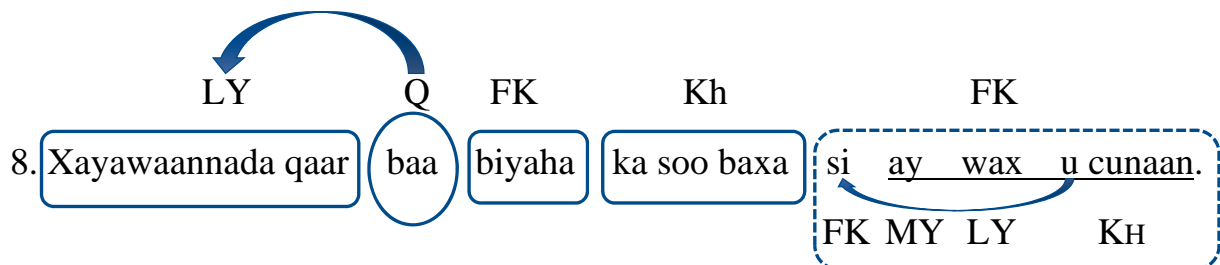 LY Q FK Kh FK
8. Xayawaannada qaar baa biyaha ka soo baxa si ay wax u cunaan.
FK MY LY KH